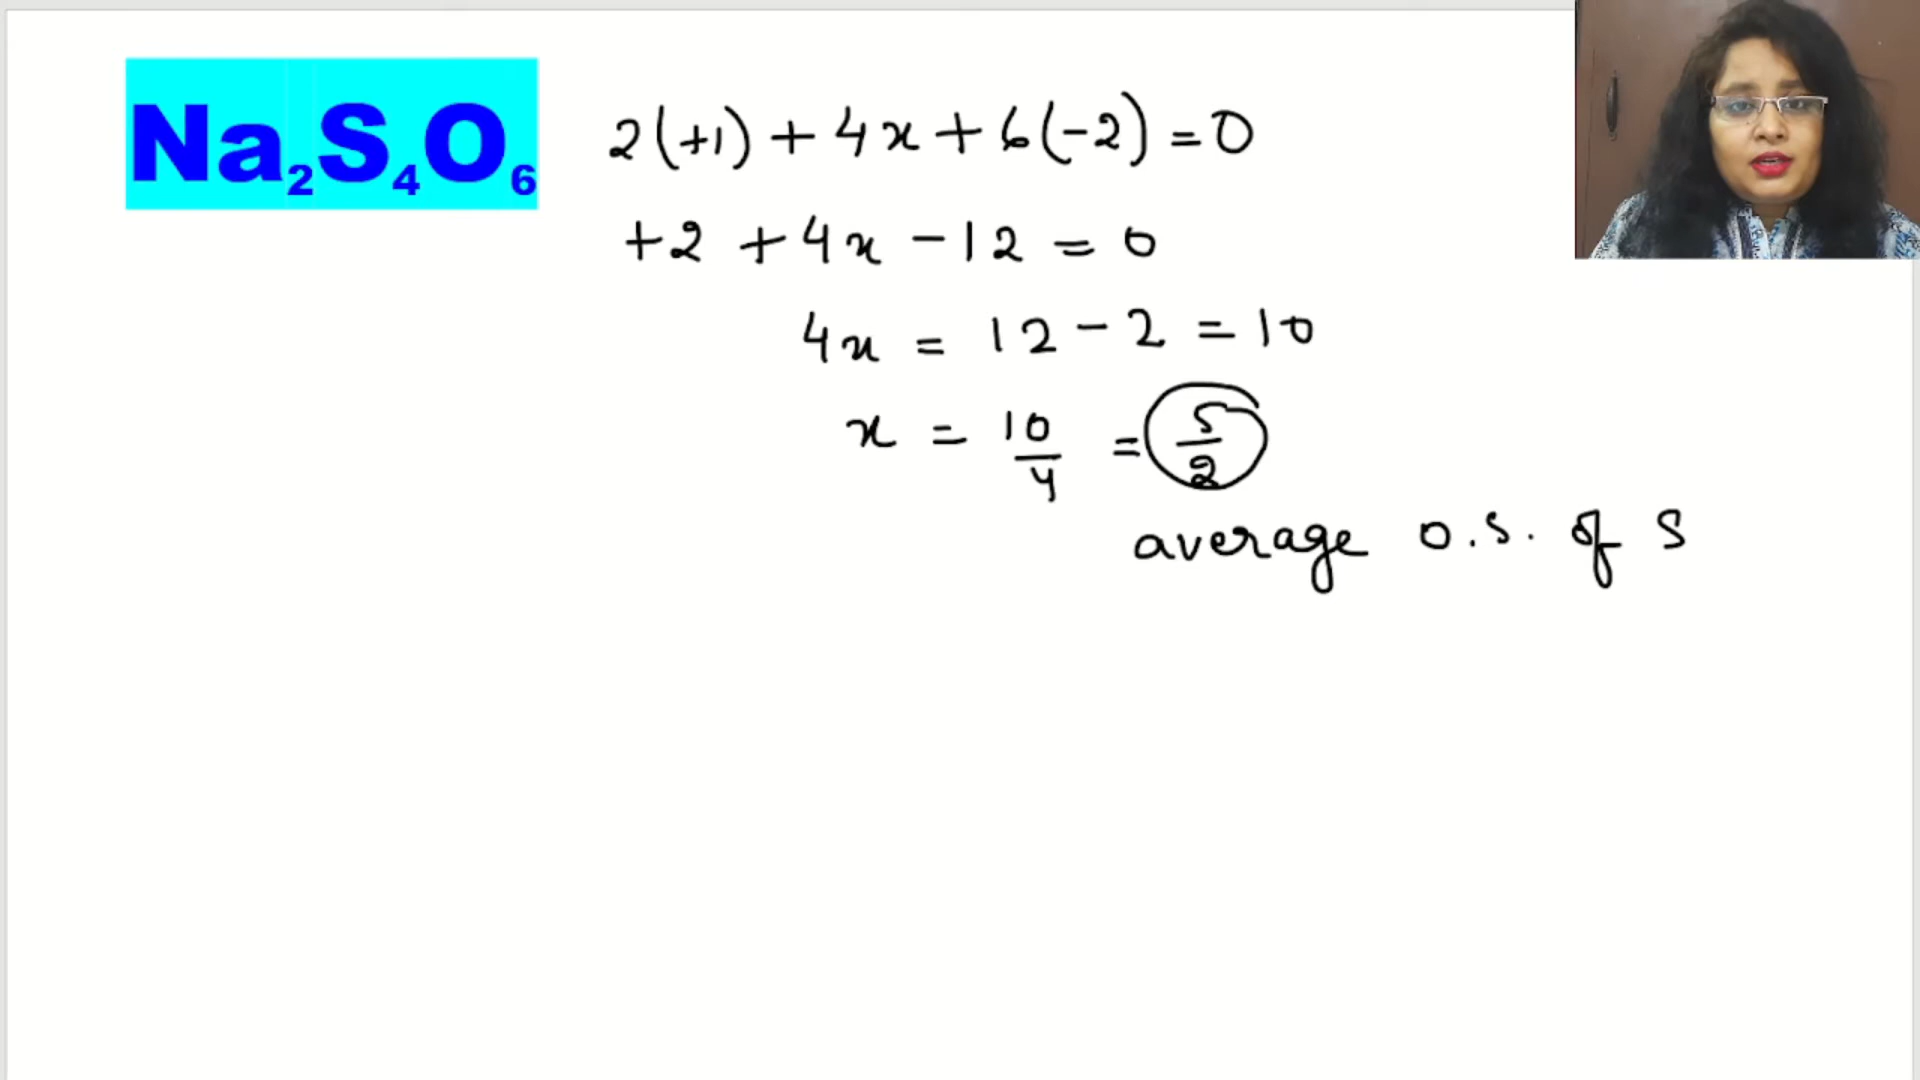 Na₂S₄O₆
2(+1) + 4x + 6(-2) = 0
+2 + 4x - 12 = 0
4x = 12 - 2 = 10
x = 10/4 = 5/2
average o.s. of S